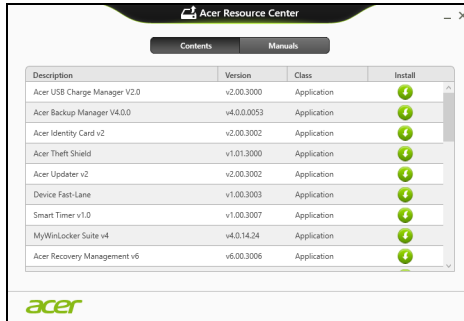 Acer Resource Center
Contents Manuals
Description Version Class Install
Acer USB Charge Manager V2.0 v2.00.3000 Application
Acer Backup Manager V4.0.0 v4.0.0.0053 Application
Acer Identity Card v2 v2.00.3002 Application
Acer Theft Shield v1.01.3000 Application
Acer Updater v2 v2.00.3002 Application
Device Fast-Lane v1.00.3003 Application
Smart Timer v1.0 v1.00.3007 Application
MyWinLocker Suite v4 v4.0.14.24 Application
Acer Recovery Management v6 v6.00.3006 Application
acer